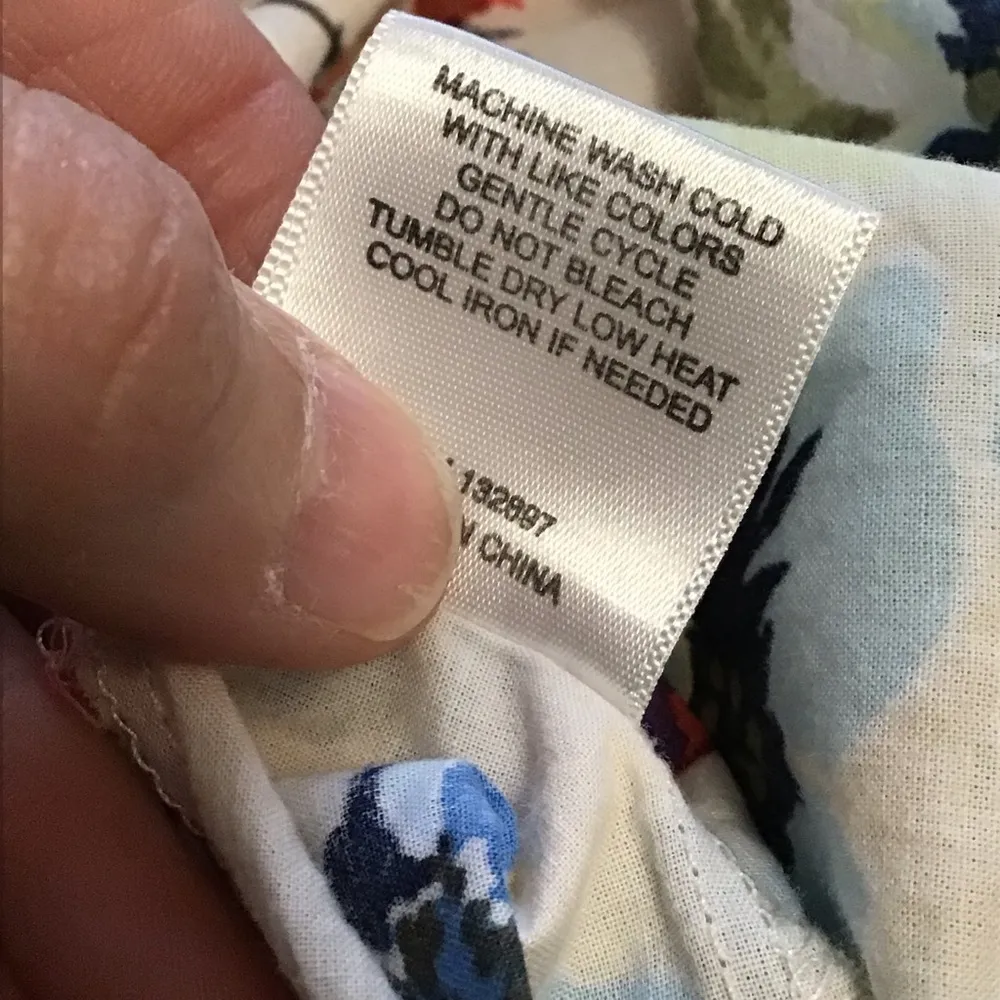 MACHINE WASH COLD
WITH LIKE COLORS
GENTLE CYCLE
DO NOT BLEACH
TUMBLE DRY LOW HEAT
COOL IRON IF NEEDED
132897
CHINA